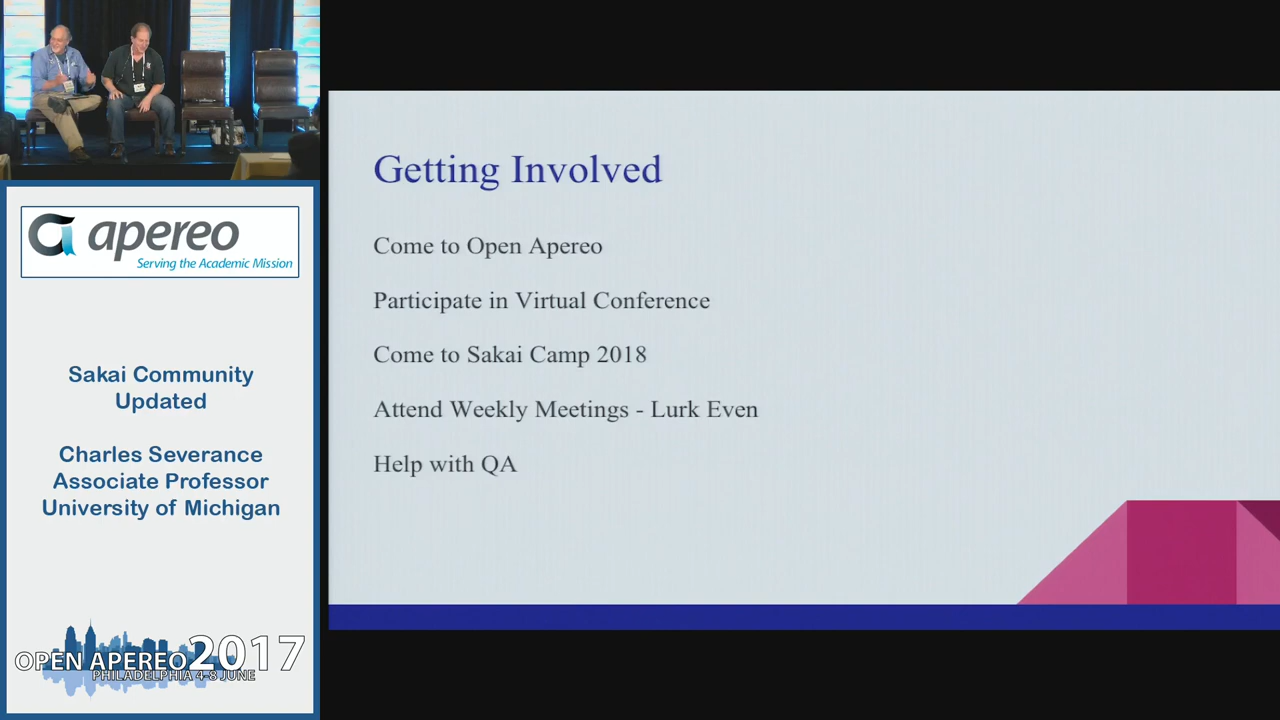 apereo
Serving the Academic Mission
Sakai Community
Updated
Charles Severance
Associate Professor
University of Michigan
OPEN APEREO 2017
PHILADELPHIA 4-8 JUNE
Getting Involved
Come to Open Apereo
Participate in Virtual Conference
Come to Sakai Camp 2018
Attend Weekly Meetings - Lurk Even
Help with QA